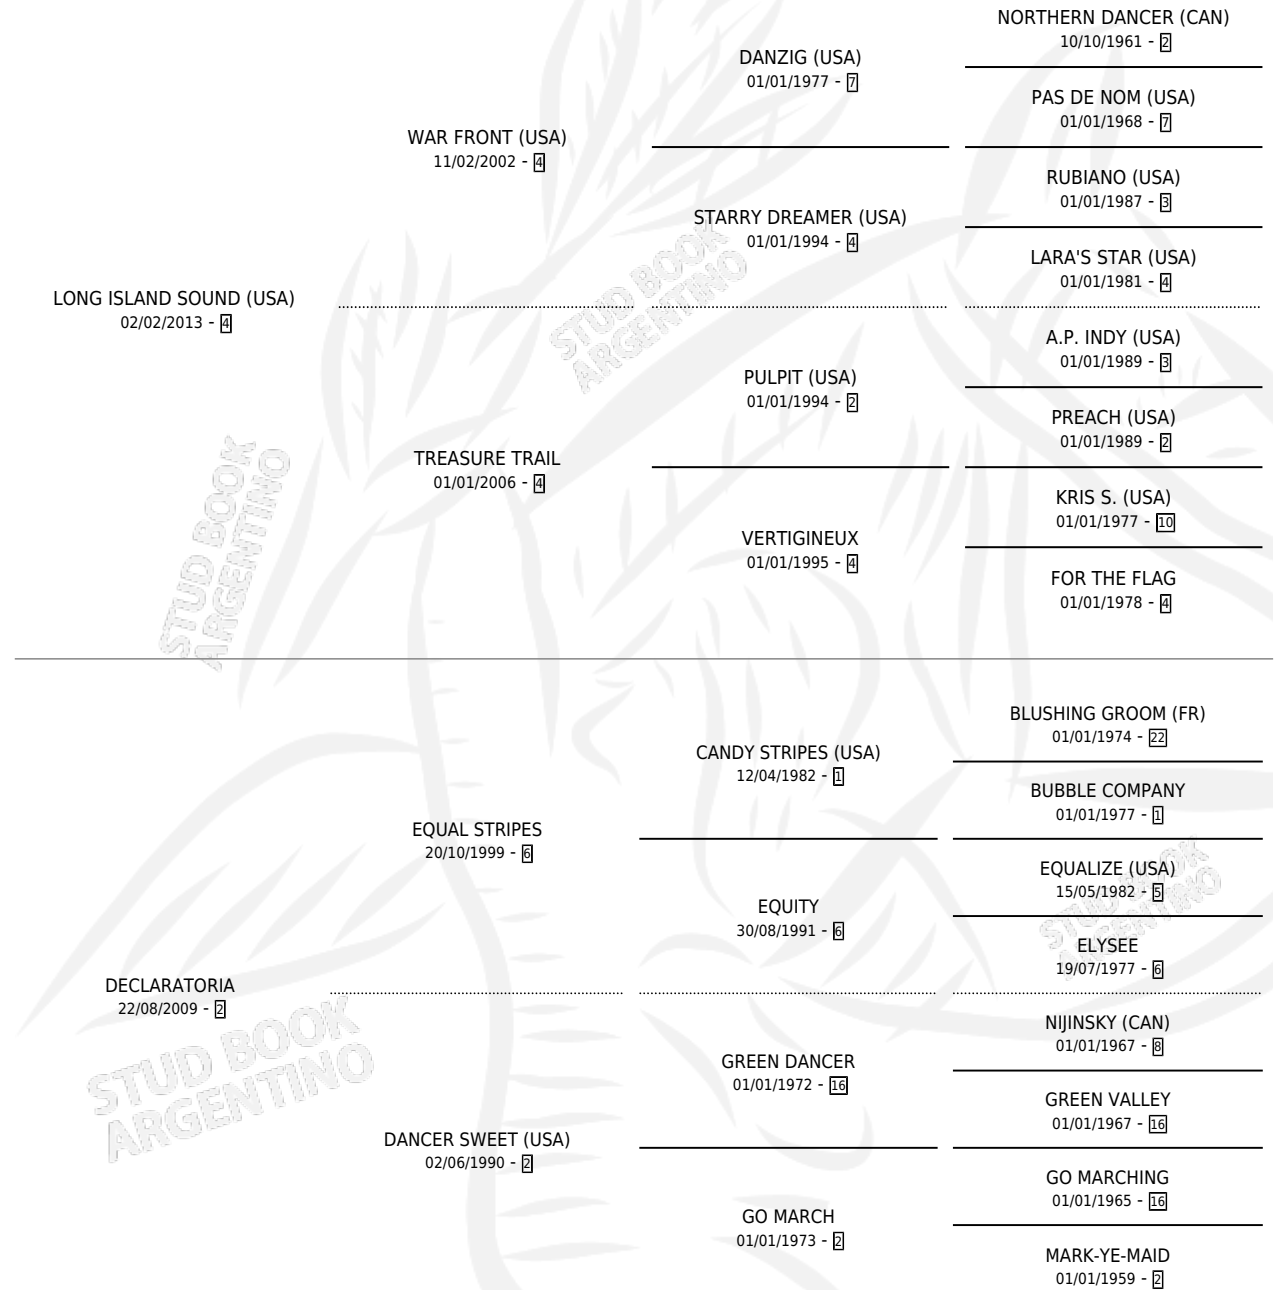 NORTHERN DANCER (CAN)
10/10/1961 - 2
DANZIG (USA)
01/01/1977 - 7
PAS DE NOM (USA)
01/01/1968 - 7
WAR FRONT (USA)
11/02/2002 - 4
RUBIANO (USA)
01/01/1987 - 3
STARRY DREAMER (USA)
01/01/1994 - 4
LARA'S STAR (USA)
01/01/1981 - 4
LONG ISLAND SOUND (USA)
02/02/2013 - 4
A.P. INDY (USA)
01/01/1989 - 3
PULPIT (USA)
01/01/1994 - 2
PREACH (USA)
01/01/1989 - 2
TREASURE TRAIL
01/01/2006 - 4
KRIS S. (USA)
01/01/1977 - 10
VERTIGINEUX
01/01/1995 - 4
FOR THE FLAG
01/01/1978 - 4
STUD BOOK
ARGENTINO
STUD BOOK
ARGENTINO
BLUSHING GROOM (FR)
01/01/1974 - 22
CANDY STRIPES (USA)
12/04/1982 - 1
BUBBLE COMPANY
01/01/1977 - 1
EQUAL STRIPES
20/10/1999 - 6
EQUALIZE (USA)
15/05/1982 - 5
EQUITY
30/08/1991 - 6
ELYSEE
19/07/1977 - 6
DECLARATORIA
22/08/2009 - 2
NIJINSKY (CAN)
01/01/1967 - 8
GREEN DANCER
01/01/1972 - 16
GREEN VALLEY
01/01/1967 - 16
DANCER SWEET (USA)
02/06/1990 - 2
GO MARCHING
01/01/1965 - 16
GO MARCH
01/01/1973 - 2
MARK-YE-MAID
01/01/1959 - 2
STUD BOOK
ARGENTINO
STUD BOOK
ARGENTINO